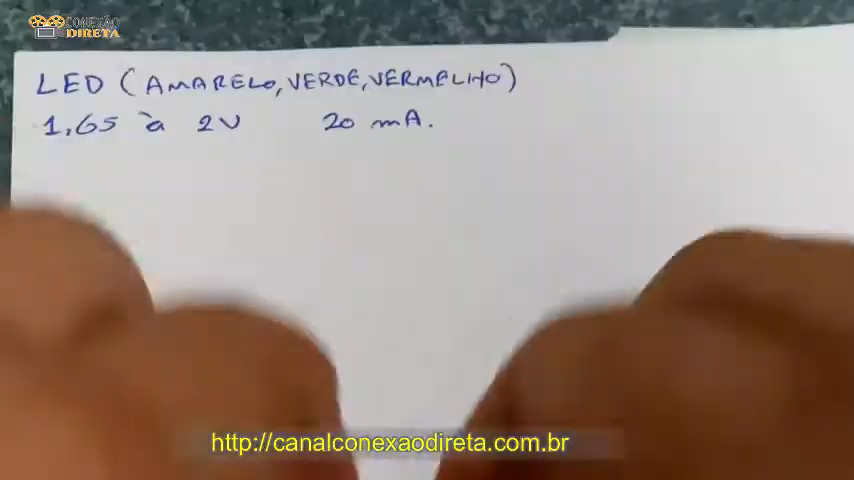 CONEXÃO
DIRETA
LED (AMARELO, VERDE, VERMELHO)
1,65 à 2V 20 mA.
http://canalconexaodireta.com.br